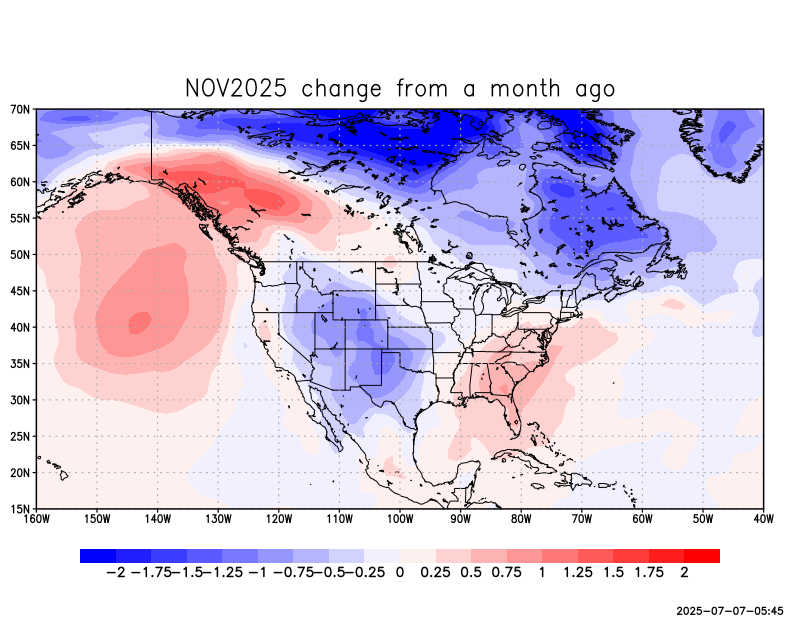 NOV2025 change from a month ago
70N
65N
60N
55N
50N
45N
40N
35N
30N
25N
20N
15N
160W 150W 140W 130W 120W 110W 100W 90W 80W 70W 60W 50W 40W
−2 −1.75 −1.5 −1.25 −1 −0.75 −0.5 −0.25 0 0.25 0.5 0.75 1 1.25 1.5 1.75 2
2025-07-07-05:45